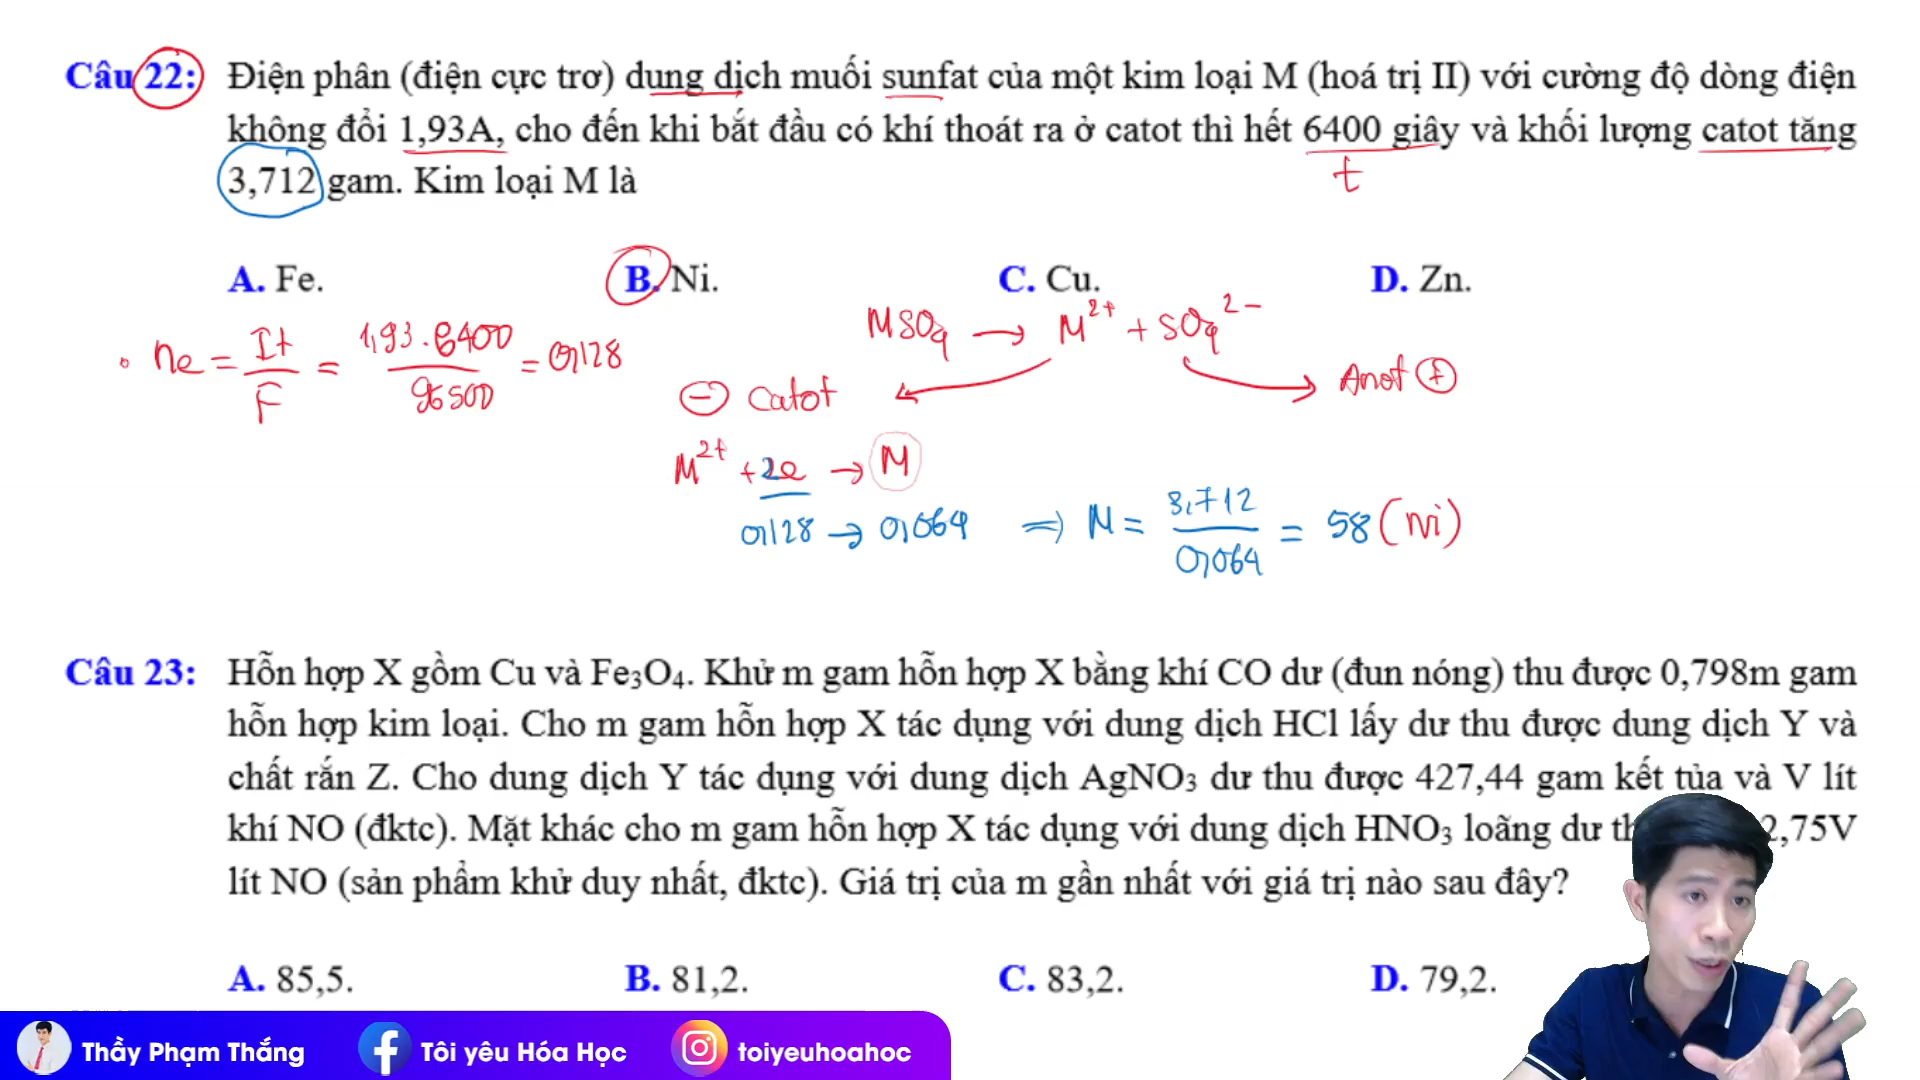 Câu 22: Điện phân (điện cực trơ) dung dịch muối sunfat của một kim loại M (hoá trị II) với cường độ dòng điện
không đổi 1,93A, cho đến khi bắt đầu có khí thoát ra ở catot thì hết 6400 giây và khối lượng catot tăng
3,712 gam. Kim loại M là
t
A. Fe. B. Ni. C. Cu. D. Zn.
MSO4 → M2+ + SO4 2−
ne = It/F = 1,93.6400/96500 = 0,128
⊖ Catot Anot ⊕
M2+ + 2e → M
0,128 → 0,064 ⇒ M = 3,712/0,064 = 58 (Ni)
Câu 23: Hỗn hợp X gồm Cu và Fe3O4. Khử m gam hỗn hợp X bằng khí CO dư (đun nóng) thu được 0,798m gam
hỗn hợp kim loại. Cho m gam hỗn hợp X tác dụng với dung dịch HCl lấy dư thu được dung dịch Y và
chất rắn Z. Cho dung dịch Y tác dụng với dung dịch AgNO3 dư thu được 427,44 gam kết tủa và V lít
khí NO (đktc). Mặt khác cho m gam hỗn hợp X tác dụng với dung dịch HNO3 loãng dư 2,75V
lít NO (sản phẩm khử duy nhất, đktc). Giá trị của m gần nhất với giá trị nào sau đây?
A. 85,5. B. 81,2. C. 83,2. D. 79,2.
Thầy Phạm Thắng Tôi yêu Hóa Học toiyeuhoahoc